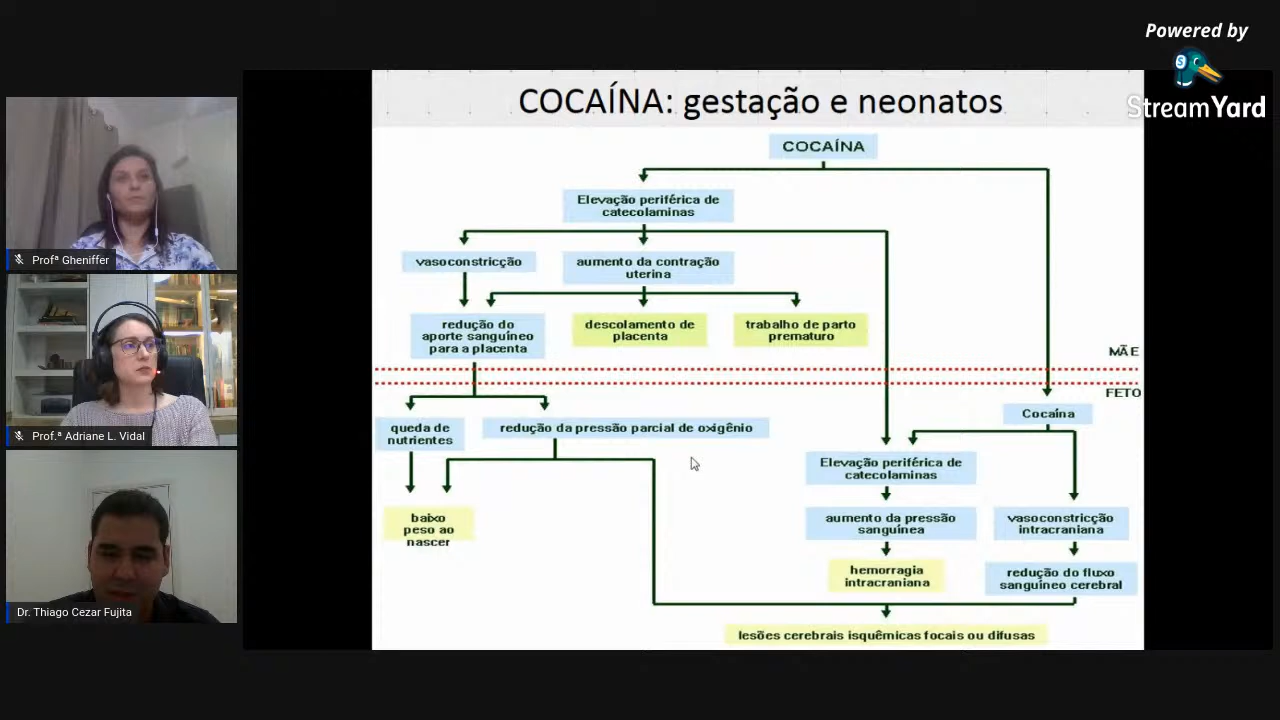 Powered by
StreamYard
COCAÍNA: gestação e neonatos
COCAÍNA
Elevação periférica de
catecolaminas
vasoconstricção
aumento da contração
uterina
redução do
aporte sanguíneo
para a placenta
descolamento de
placenta
trabalho de parto
prematuro
MÃE
FETO
Cocaína
queda de
nutrientes
redução da pressão parcial de oxigênio
Elevação periférica de
catecolaminas
baixo
peso ao
nascer
aumento da pressão
sanguínea
vasoconstricção
intracraniana
hemorragia
intracraniana
redução do fluxo
sanguíneo cerebral
lesões cerebrais isquêmicas focais ou difusas
Profª Gheniffer
Prof.ª Adriane L. Vidal
Dr. Thiago Cezar Fujita